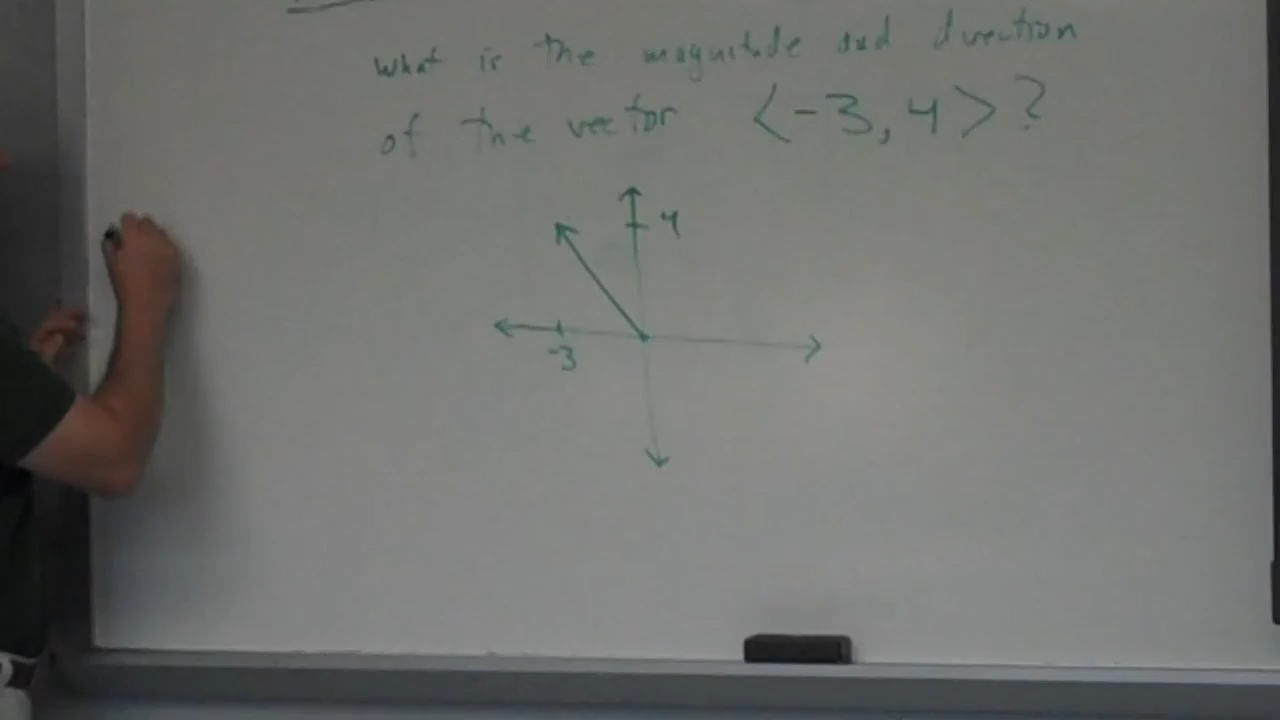 what is the magnitude and direction
of the vector <-3, 4>?
4
-3